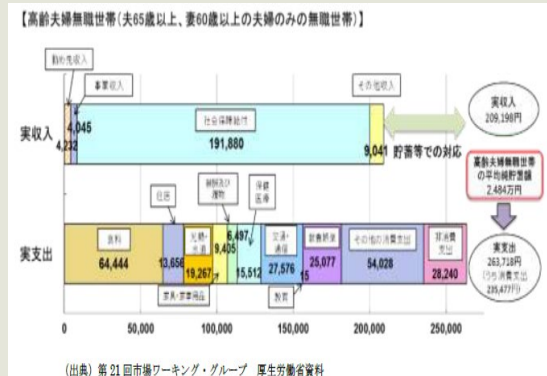 【高齢夫婦無職世帯(夫65歳以上、妻60歳以上の夫婦のみの無職世帯)】
勤め先収入
事業収入
その他収入
実収入
4,232
4,045
社会保障給付
191,880
9,041
貯蓄等での対応
実収入
209,198円
高齢夫婦無職世帯
の平均純貯蓄額
2,484万円
住居
被服及び
履物
保健
医療
実支出
食料
64,444
13,656
光熱・
水道
19,267
9,405
6,497
15,512
交通・
通信
27,576
15
教養娯楽
25,077
その他の消費支出
54,028
非消費
支出
28,240
家具・家事用品
教育
実支出
263,718円
(うち消費支出
235,477円)
0
50,000
100,000
150,000
200,000
250,000
(出典)第21回市場ワーキング・グループ 厚生労働省資料